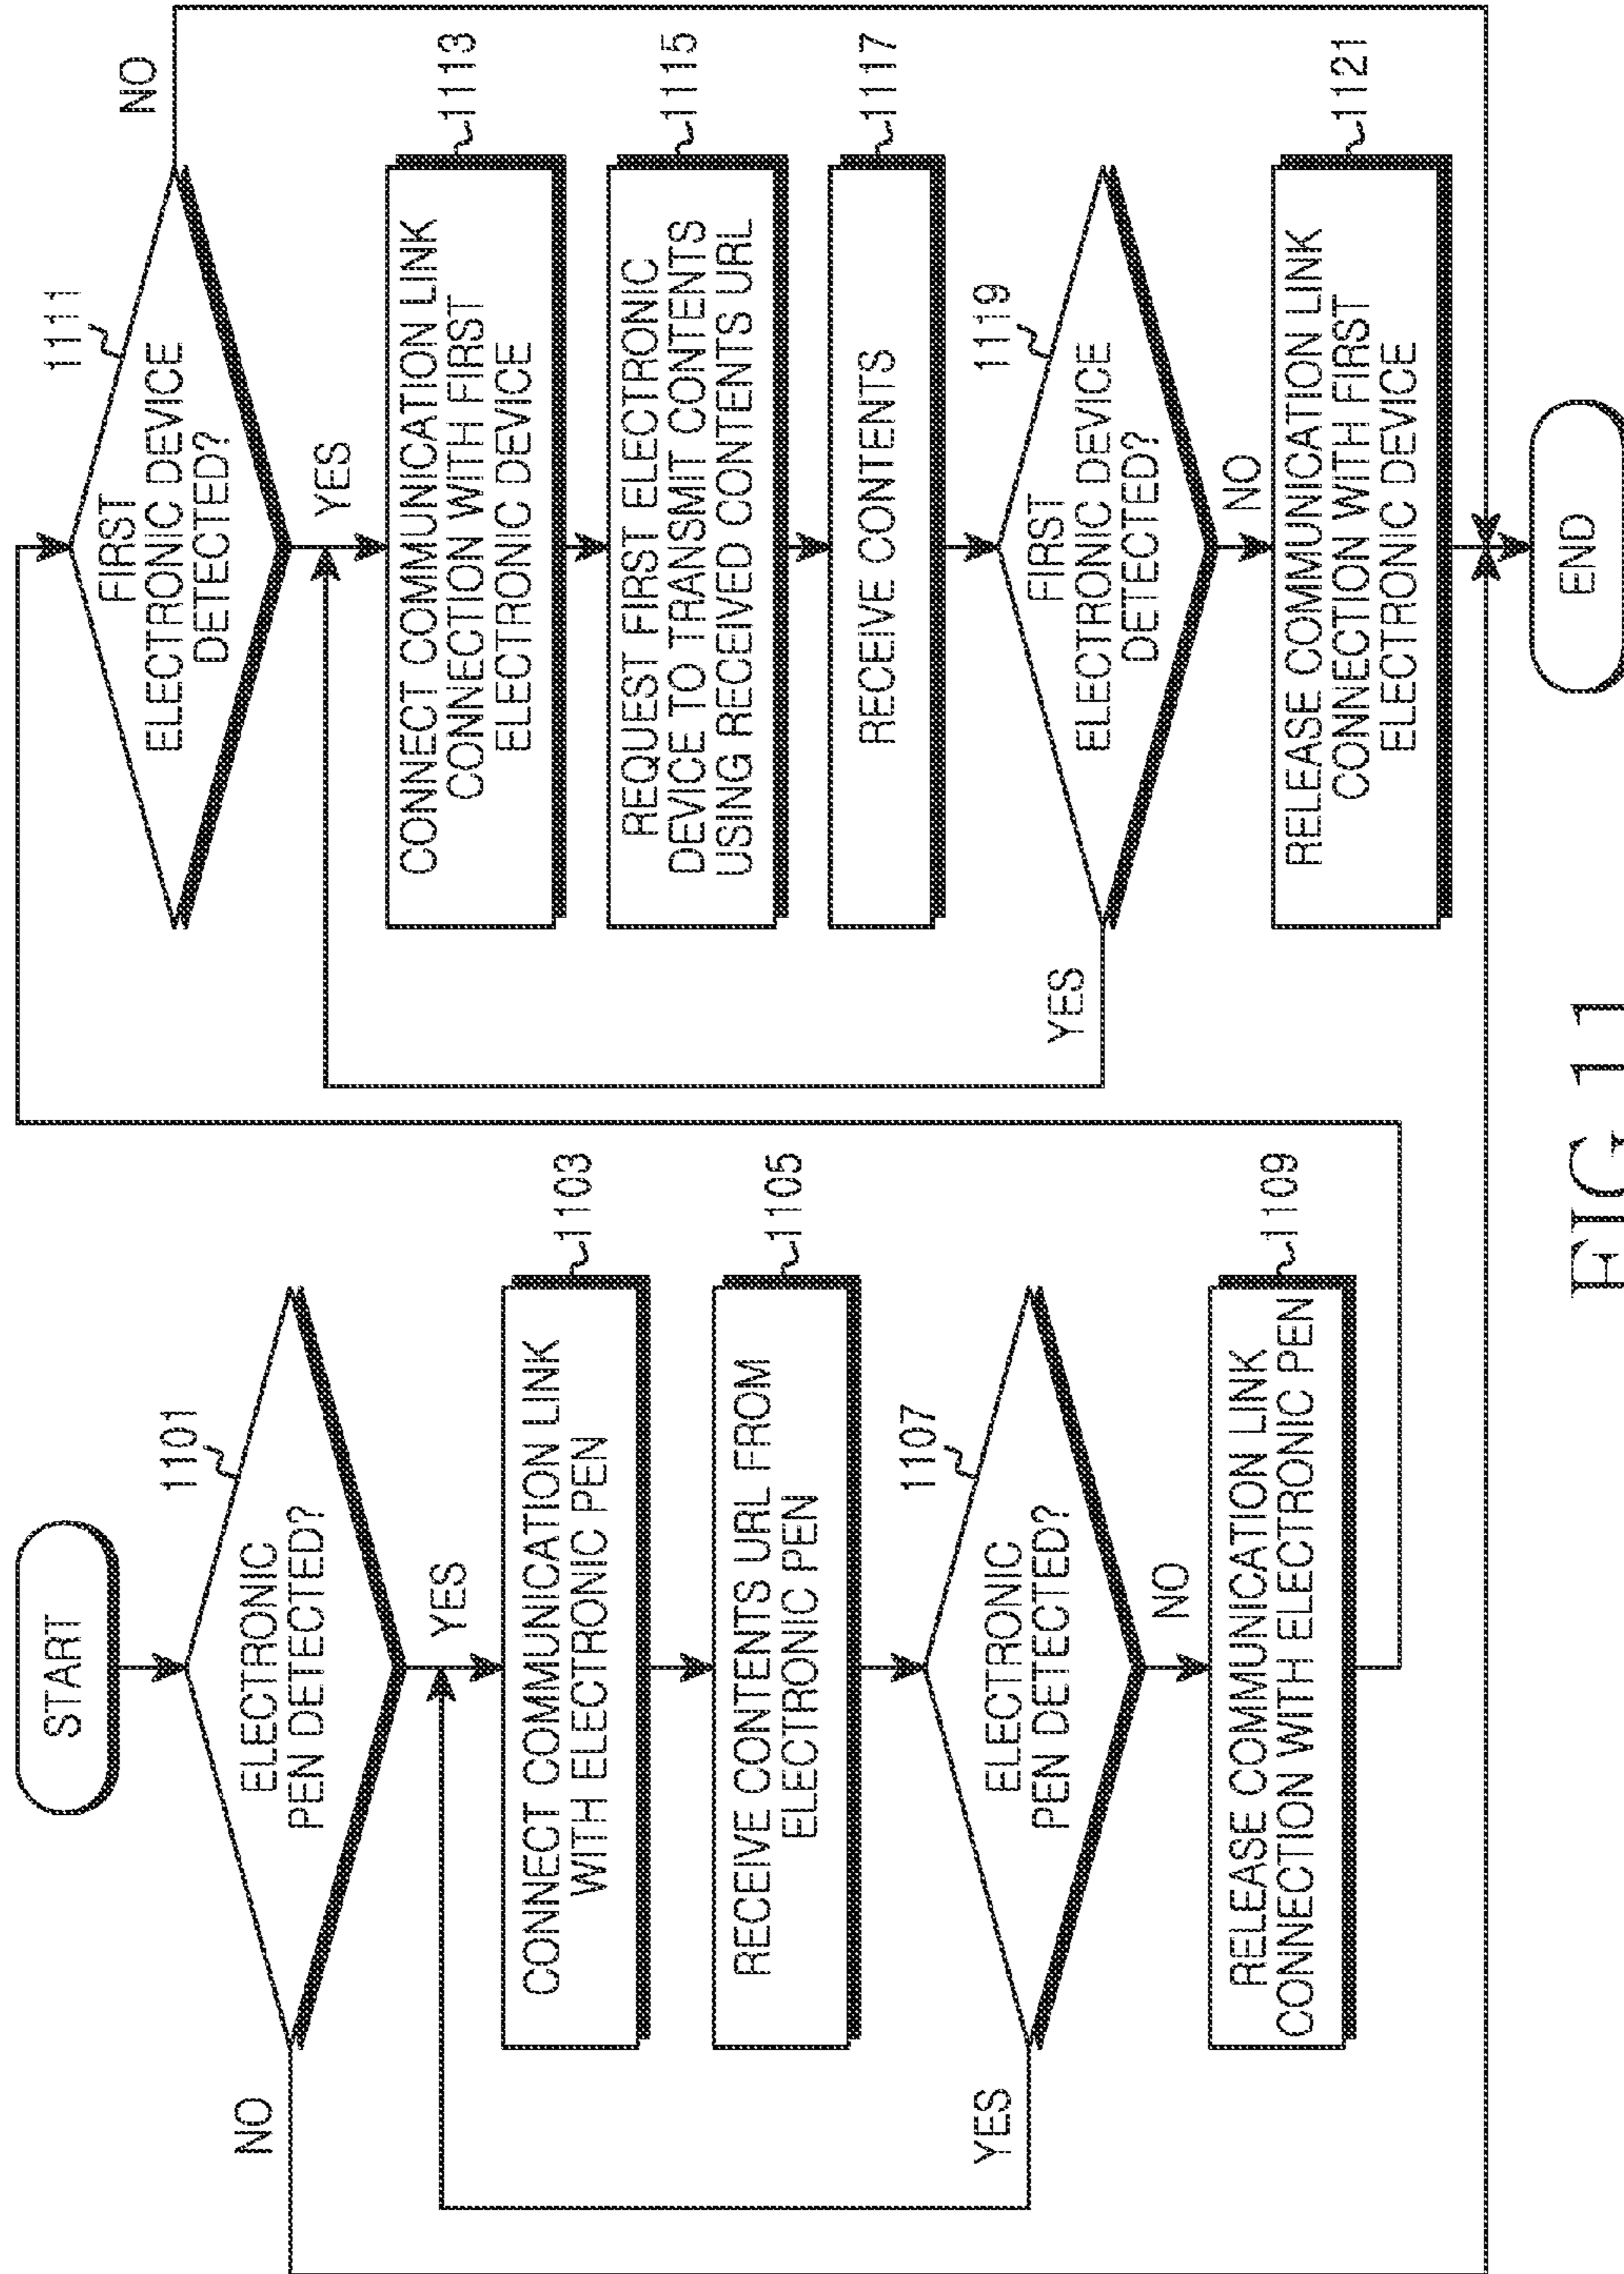 START
1101
ELECTRONIC
PEN DETECTED?
NO
YES
CONNECT COMMUNICATION LINK
WITH ELECTRONIC PEN
1103
RECEIVE CONTENTS URL FROM
ELECTRONIC PEN
1105
1107
ELECTRONIC
PEN DETECTED?
YES
NO
RELEASE COMMUNICATION LINK
CONNECTION WITH ELECTRONIC PEN
1109
1111
FIRST
ELECTRONIC DEVICE
DETECTED?
NO
YES
CONNECT COMMUNICATION LINK
CONNECTION WITH FIRST
ELECTRONIC DEVICE
1113
REQUEST FIRST ELECTRONIC
DEVICE TO TRANSMIT CONTENTS
USING RECEIVED CONTENTS URL
1115
RECEIVE CONTENTS
1117
1119
FIRST
ELECTRONIC DEVICE
DETECTED?
YES
NO
RELEASE COMMUNICATION LINK
CONNECTION WITH FIRST
ELECTRONIC DEVICE
1121
END
FIG.11